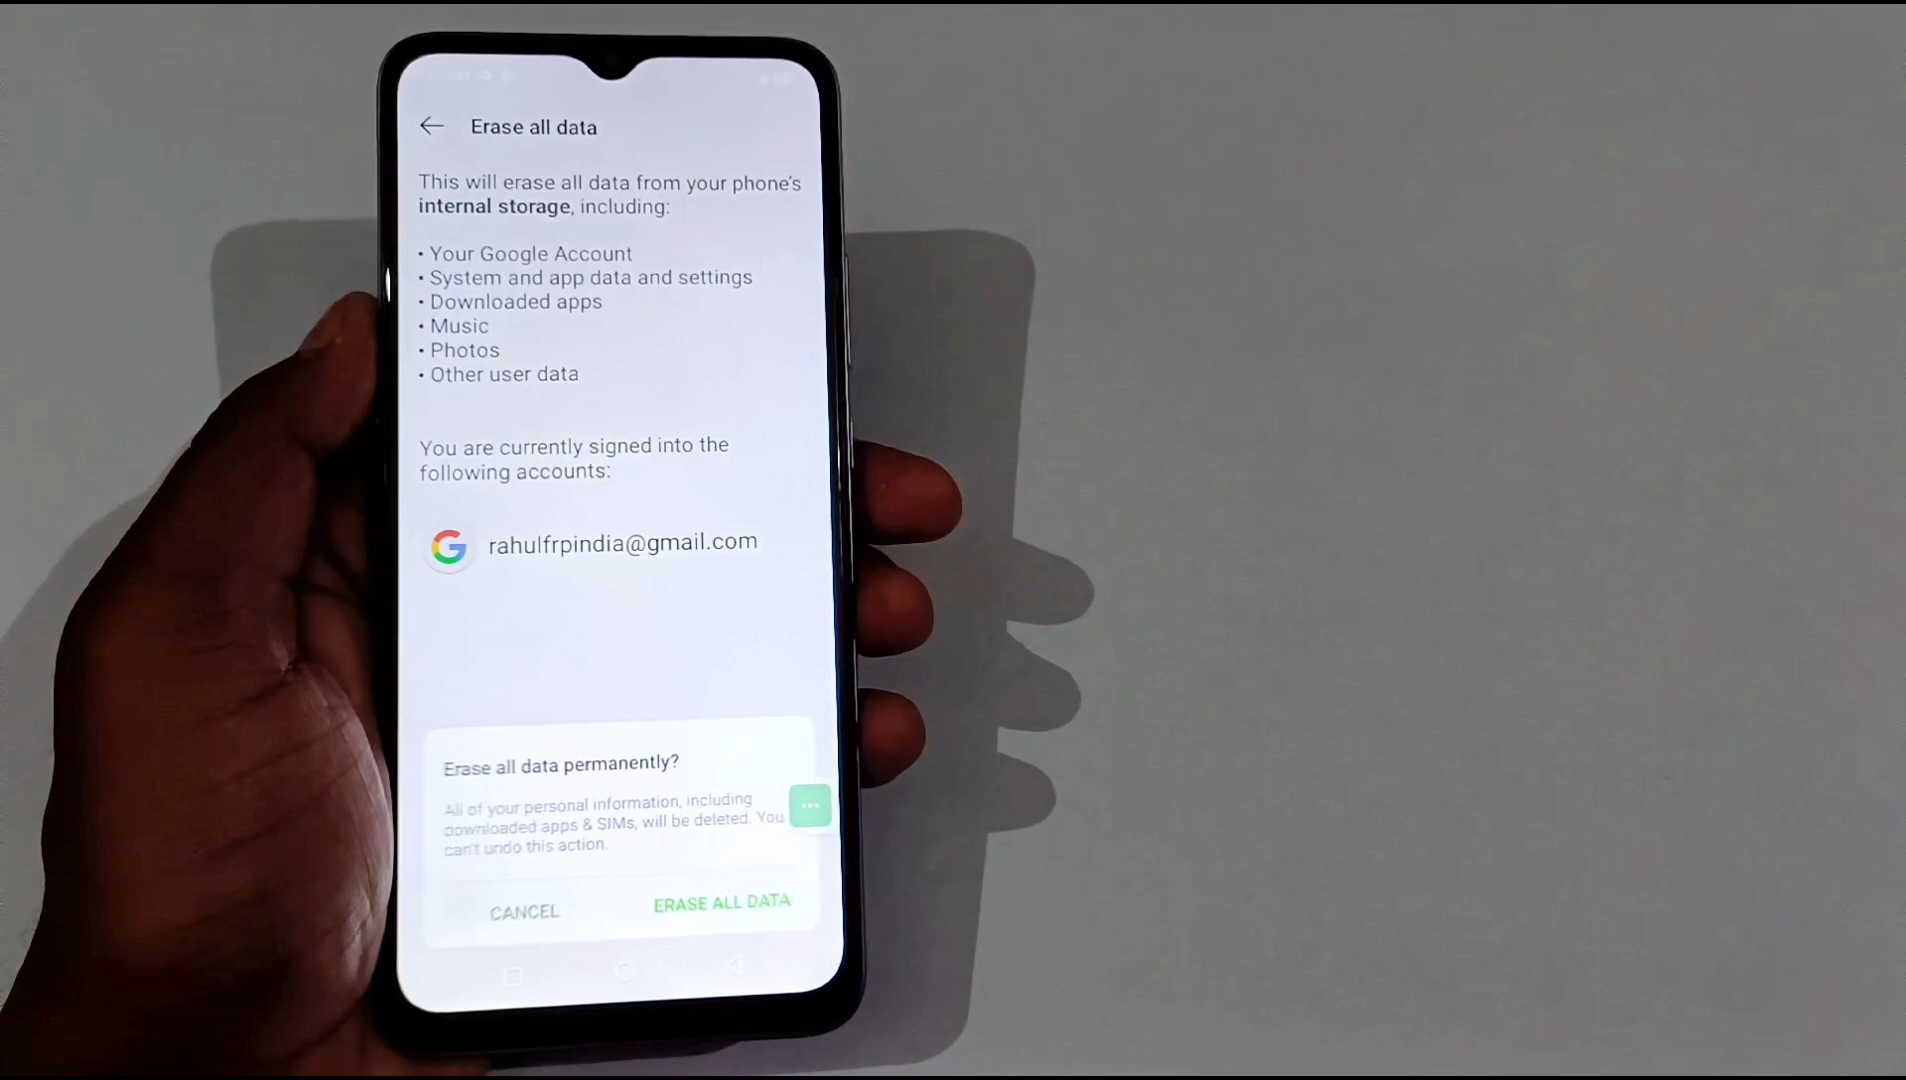 Erase all data
This will erase all data from your phone's
internal storage, including:
• Your Google Account
• System and app data and settings
• Downloaded apps
• Music
• Photos
• Other user data
You are currently signed into the
following accounts:
rahulfrpindia@gmail.com
Erase all data permanently?
All of your personal information, including
downloaded apps & SIMs, will be deleted. You
can't undo this action.
CANCEL
ERASE ALL DATA